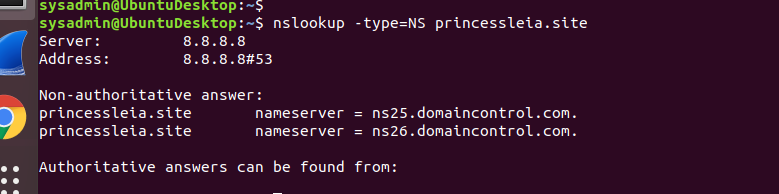 sysadmin@UbuntuDesktop:~$
sysadmin@UbuntuDesktop:~$ nslookup -type=NS princessleia.site
Server:         8.8.8.8
Address:        8.8.8.8#53

Non-authoritative answer:
princessleia.site       nameserver = ns25.domaincontrol.com.
princessleia.site       nameserver = ns26.domaincontrol.com.

Authoritative answers can be found from: